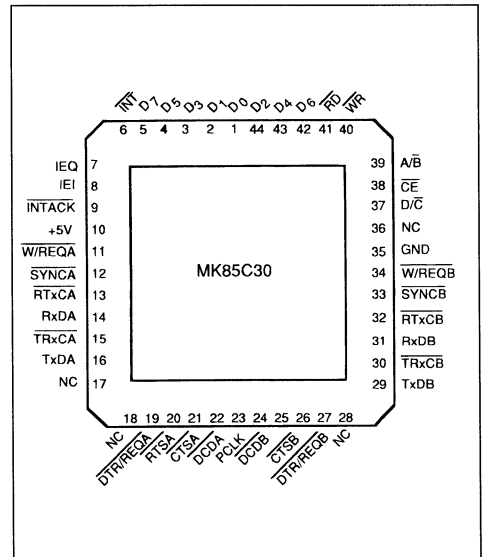 INT D7 D5 D3 D1 D0 D2 D4 D6 RD WR
6 5 4 3 2 1 44 43 42 41 40
IEQ 7
IEI 8
INTACK 9
+5V 10
W/REQA 11
SYNCA 12
RTxCA 13
RxDA 14
TRxCA 15
TxDA 16
NC 17
MK85C30
39 A/B
38 CE
37 D/C
36 NC
35 GND
34 W/REQB
33 SYNCB
32 RTxCB
31 RxDB
30 TRxCB
29 TxDB
18 19 20 21 22 23 24 25 26 27 28
NC DTR/REQA RTSA CTSA DCDA PCLK DCDB CTSB DTR/REQB NC